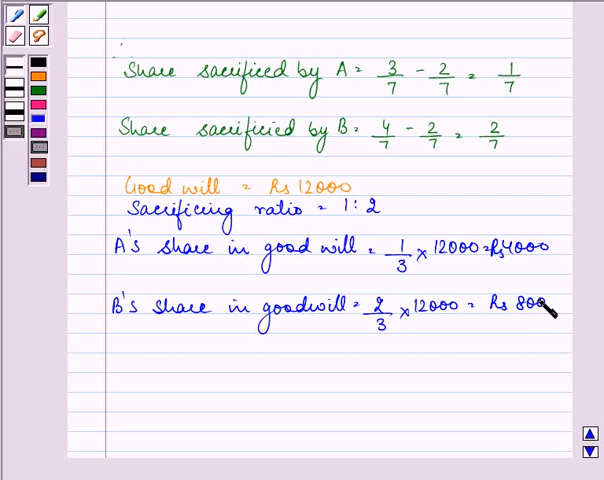 Share sacrificed by A = 3/7 - 2/7 = 1/7
Share sacrificied by B = 4/7 - 2/7 = 2/7
Good will = Rs 12000
Sacrificing ratio = 1:2
A's share in good will = 1/3 × 12000 = Rs 4000
B's share in goodwill = 2/3 × 12000 = Rs 800